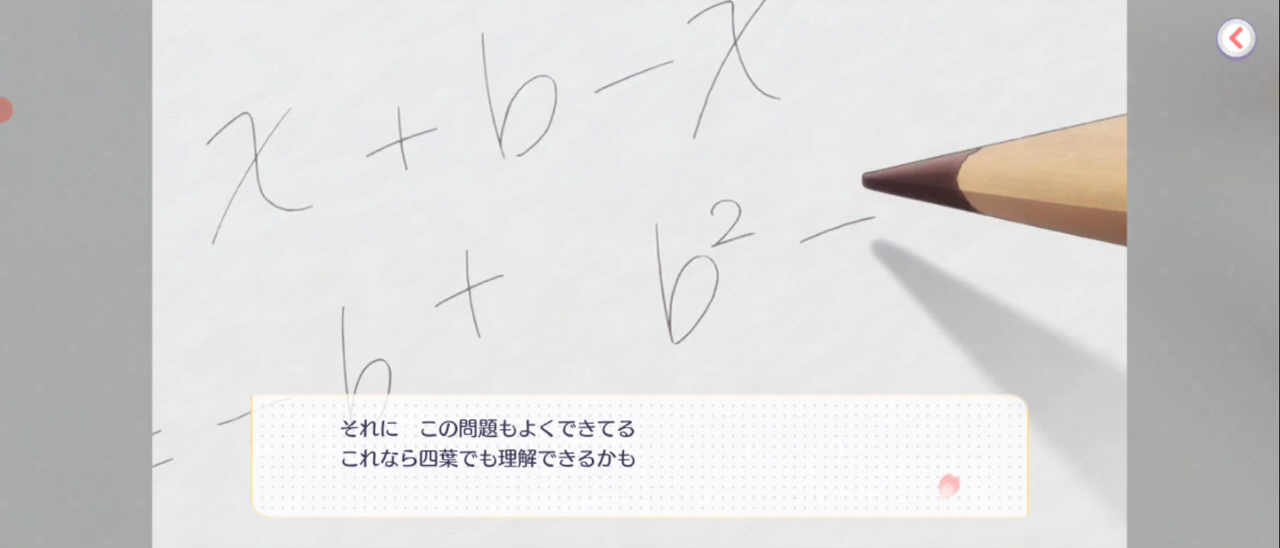 x + b - x
b² -
= - b +
それに　この問題もよくできてる
これなら四葉でも理解できるかも